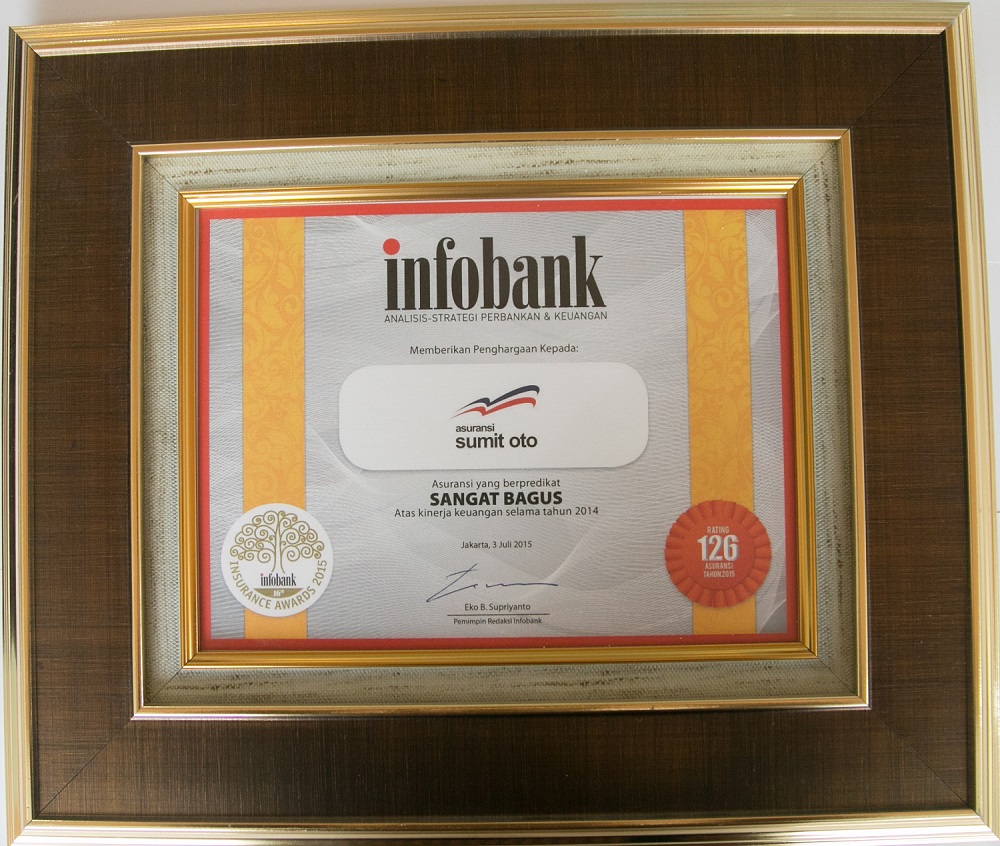 infobank
ANALISIS-STRATEGI PERBANKAN & KEUANGAN
Memberikan Penghargaan Kepada:
asuransi
sumit oto
Asuransi yang berpredikat
SANGAT BAGUS
Atas kinerja keuangan selama tahun 2014
Jakarta, 3 Juli 2015
Eko B. Supriyanto
Pemimpin Redaksi Infobank
infobank
16th
INSURANCE AWARDS 2015
RATING
126
ASURANSI
TAHUN 2015